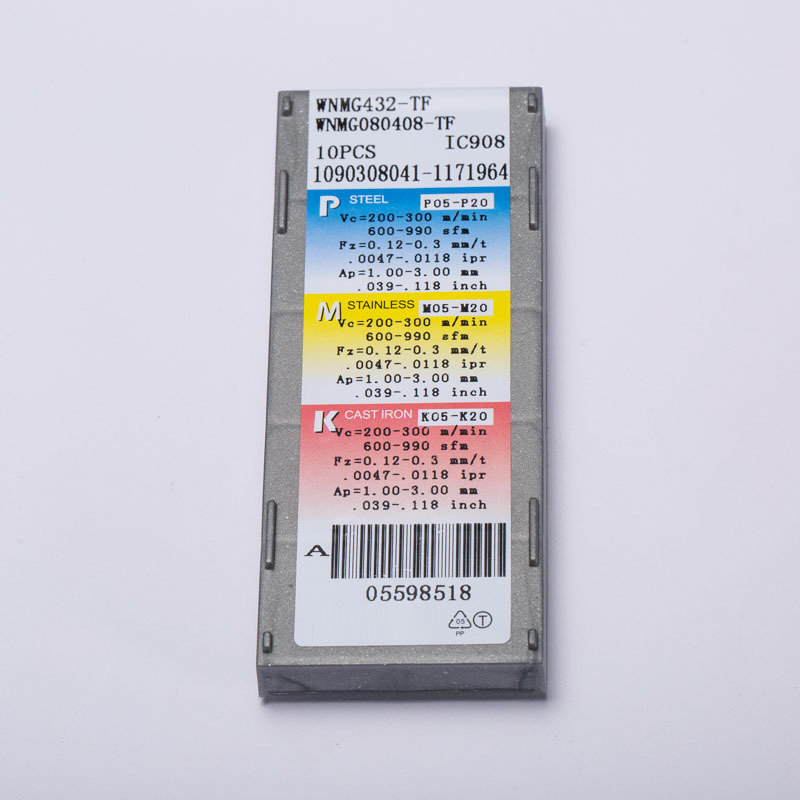 WNMG432-TF
WNMG080408-TF
10PCS IC908
1090308041-1171964
P STEEL P05-P20
Vc=200-300 m/min
600-990 sfm
Fz=0.12-0.3 mm/t
.0047-.0118 ipr
Ap=1.00-3.00 mm
.039-.118 inch
M STAINLESS M05-M20
Vc=200-300 m/min
600-990 sfm
Fz=0.12-0.3 mm/t
.0047-.0118 ipr
Ap=1.00-3.00 mm
.039-.118 inch
K CAST IRON K05-K20
Vc=200-300 m/min
600-990 sfm
Fz=0.12-0.3 mm/t
.0047-.0118 ipr
Ap=1.00-3.00 mm
.039-.118 inch
A
05598518
05 T
PP